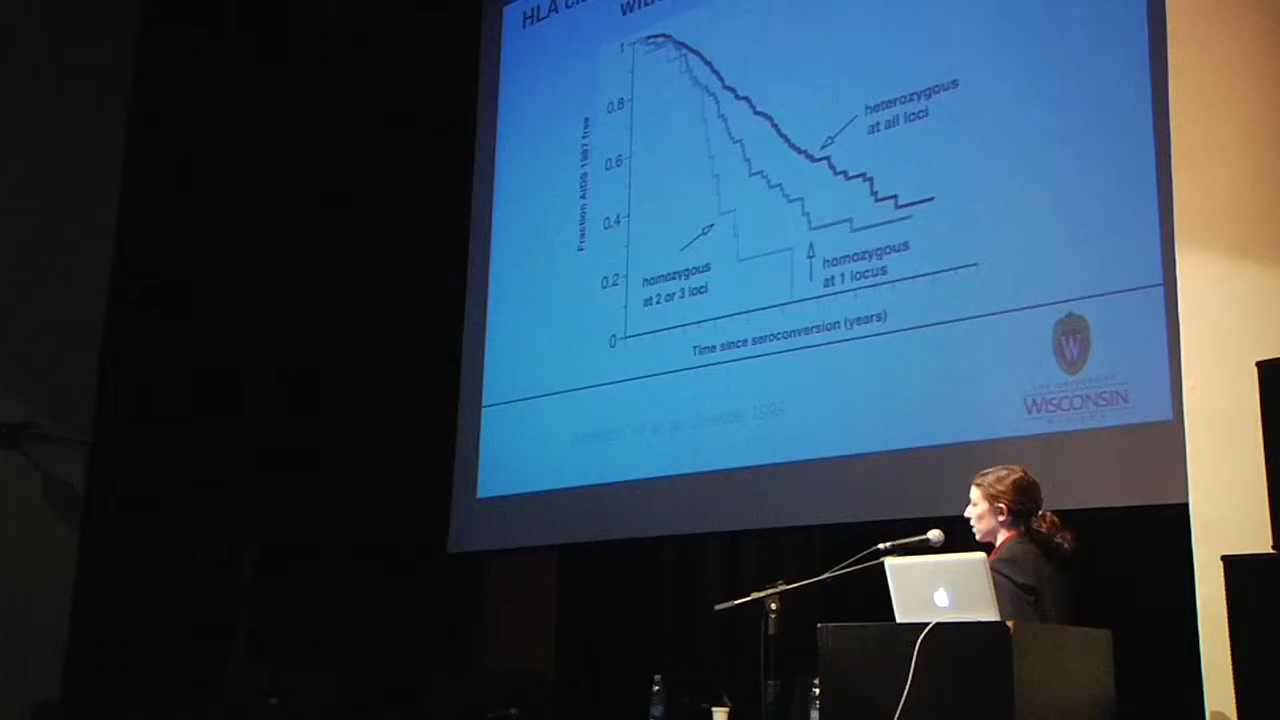 HLA
1
0.8
0.6
0.4
0.2
0
Fraction AIDS 1987 free
heterozygous
at all loci
homozygous
at 2 or 3 loci
homozygous
at 1 locus
Time since seroconversion (years)
W
WISCONSIN